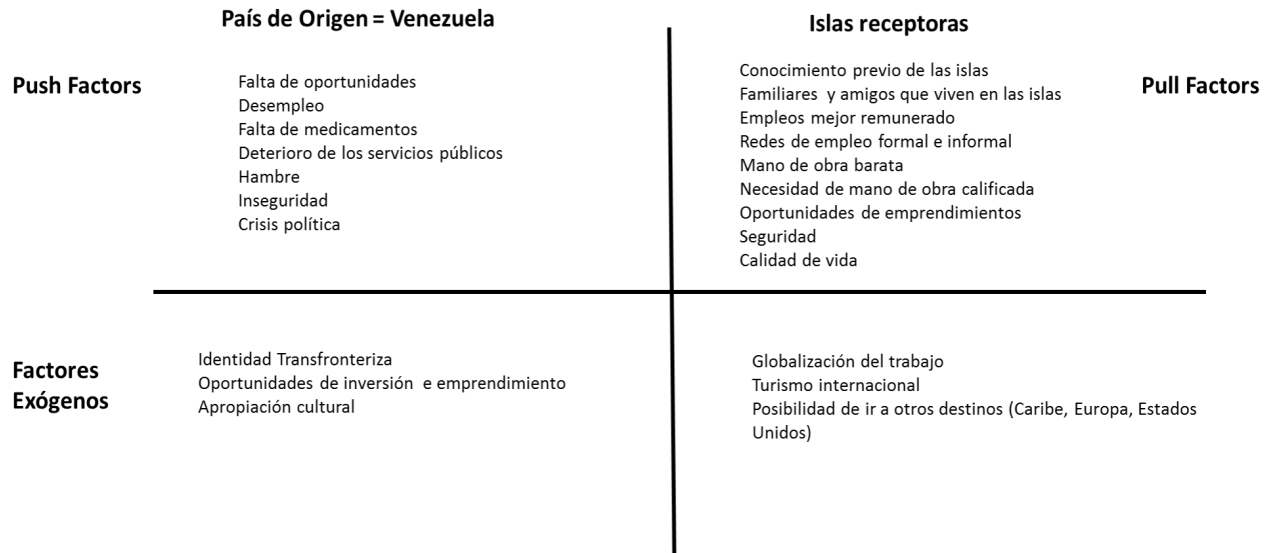 País de Origen = Venezuela
Islas receptoras
Push Factors
Falta de oportunidades
Desempleo
Falta de medicamentos
Deterioro de los servicios públicos
Hambre
Inseguridad
Crisis política
Conocimiento previo de las islas
Familiares y amigos que viven en las islas
Empleos mejor remunerado
Redes de empleo formal e informal
Mano de obra barata
Necesidad de mano de obra calificada
Oportunidades de emprendimientos
Seguridad
Calidad de vida
Pull Factors
Factores
Exógenos
Identidad Transfronteriza
Oportunidades de inversión e emprendimiento
Apropiación cultural
Globalización del trabajo
Turismo internacional
Posibilidad de ir a otros destinos (Caribe, Europa, Estados
Unidos)